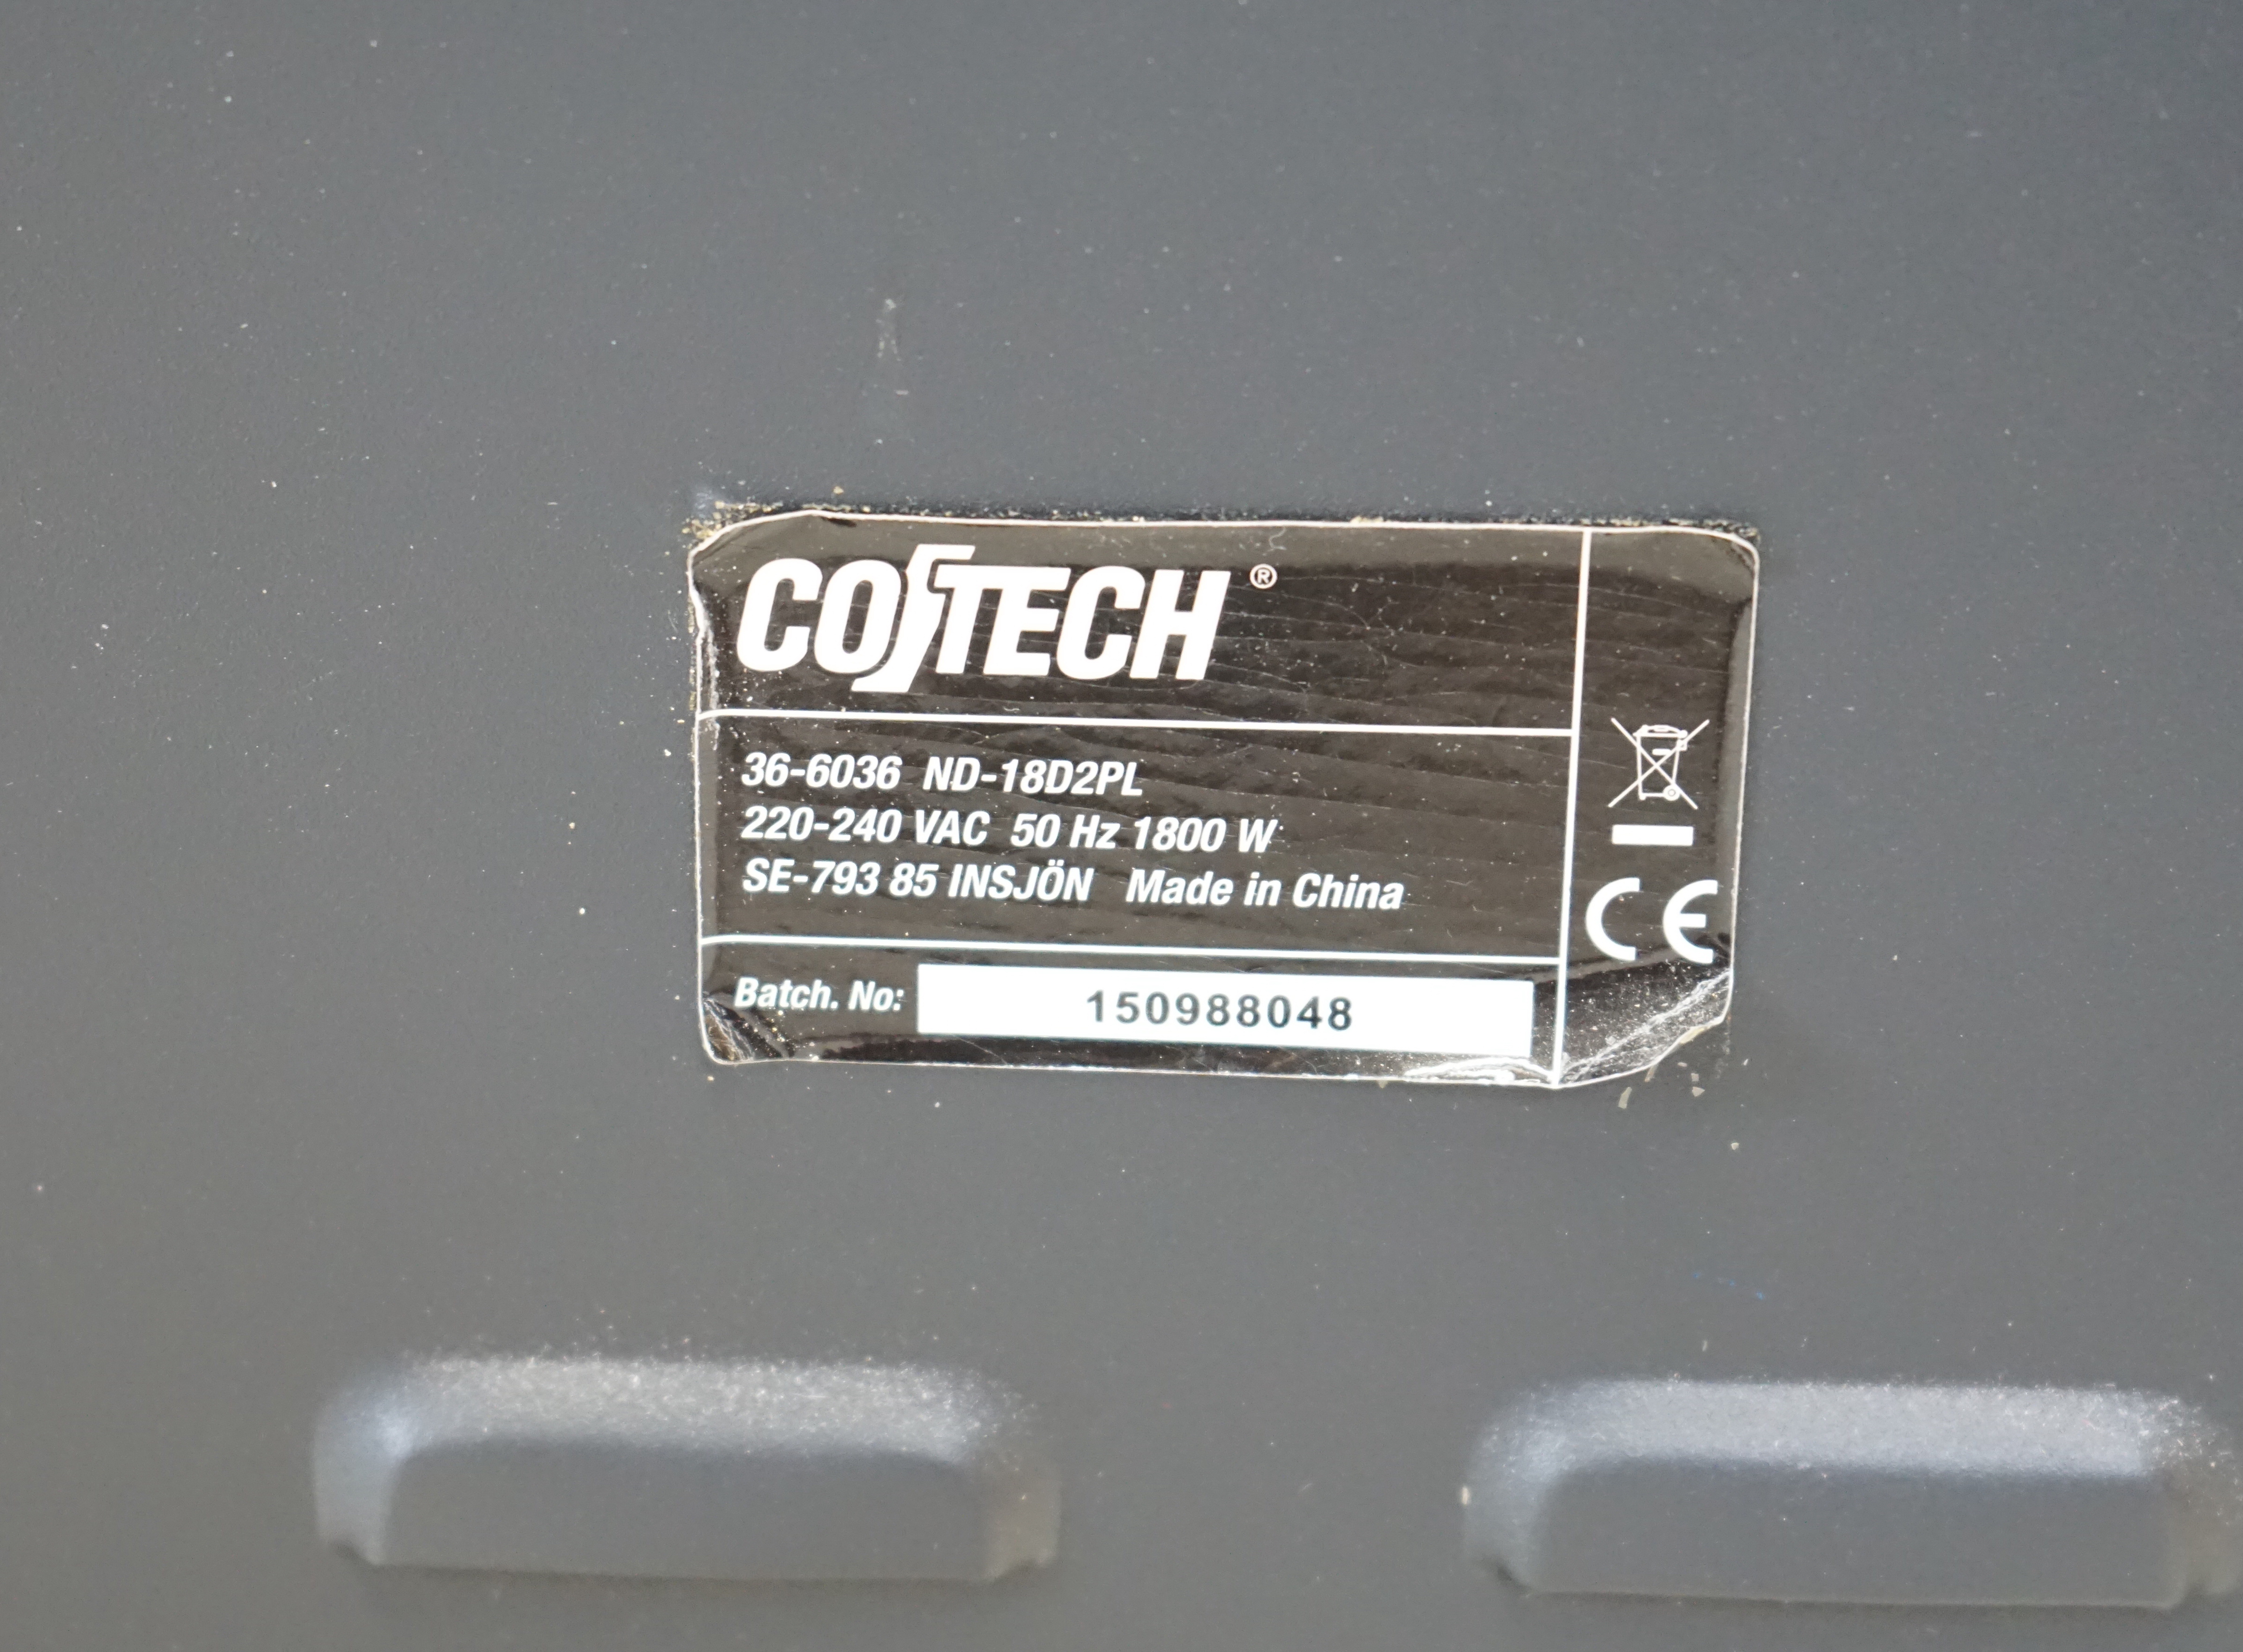 COTECH®
36-6036 ND-18D2PL
220-240 VAC 50 Hz 1800 W
SE-793 85 INSJÖN Made in China
CE
Batch. No: 150988048